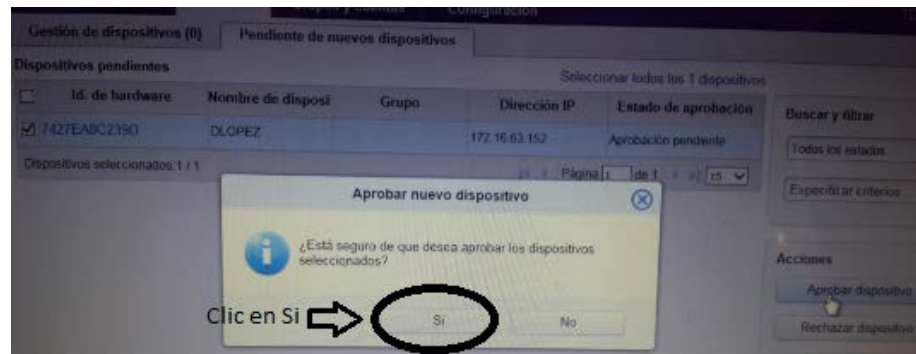 Configuración
Gestión de dispositivos (0)
Pendiente de nuevos dispositivos
Dispositivos pendientes
Seleccionar todos los 1 dispositivos
Id. de hardware
Nombre de disposi
Grupo
Dirección IP
Estado de aprobación
DLOPEZ
172.16.63.152
Aprobación pendiente
Dispositivos seleccionados: 1 / 1
Página 1 de 1
15
Buscar y filtrar
Todos los estados
Especificar criterios
Aprobar nuevo dispositivo
¿Está seguro de que desea aprobar los dispositivos
seleccionados?
Clic en Si
Sí
No
Acciones
Aprobar dispositivo
Rechazar dispositivo